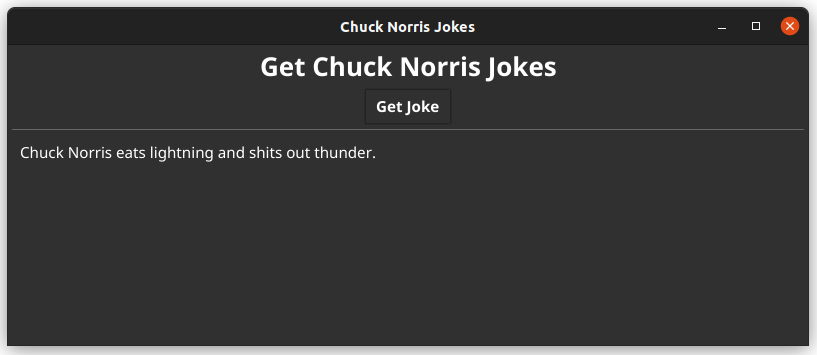 Chuck Norris Jokes
Get Chuck Norris Jokes
Get Joke
Chuck Norris eats lightning and shits out thunder.